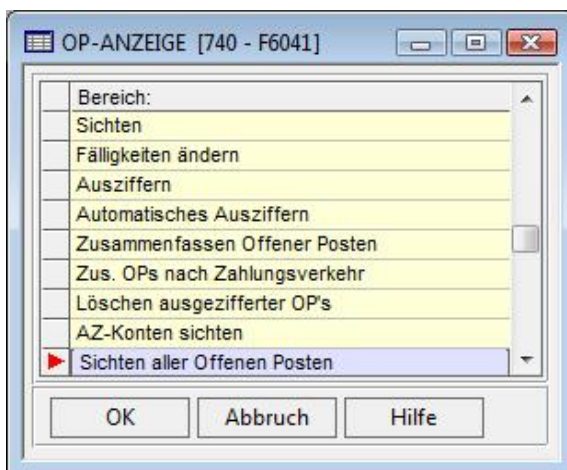 OP-ANZEIGE [740 - F6041]
Bereich:
Sichten
Fälligkeiten ändern
Ausziffern
Automatisches Ausziffern
Zusammenfassen Offener Posten
Zus. OPs nach Zahlungsverkehr
Löschen ausgezifferter OP's
AZ-Konten sichten
Sichten aller Offenen Posten
OK Abbruch Hilfe